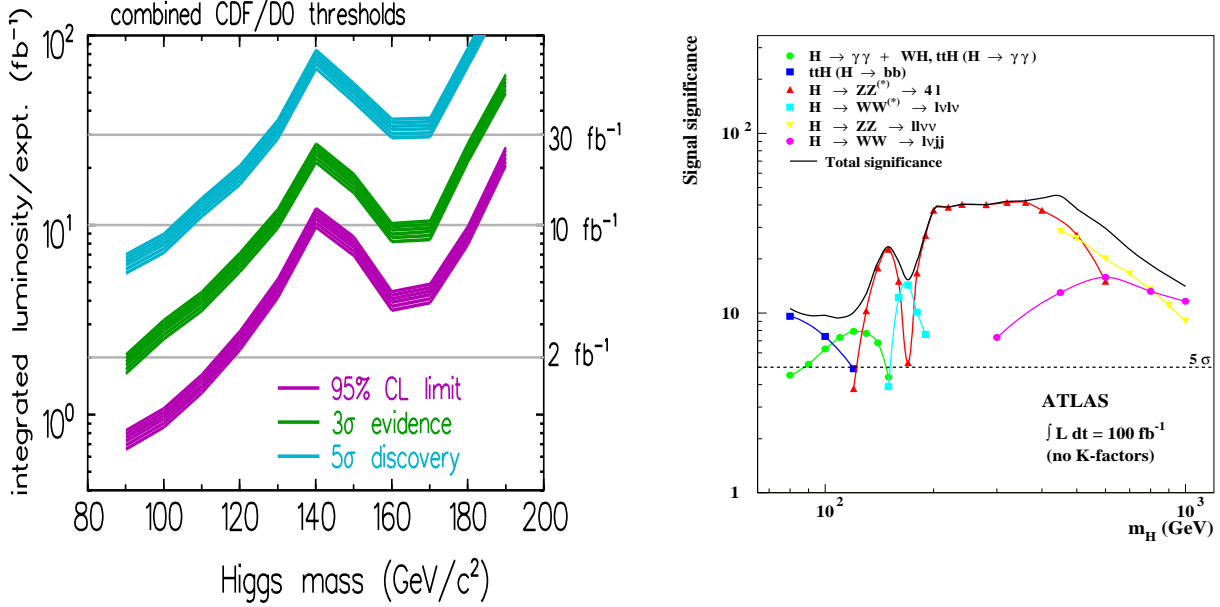 combined CDF/D0 thresholds
integrated luminosity/expt. (fb⁻¹)
10²
10¹
10⁰
30 fb⁻¹
10 fb⁻¹
2 fb⁻¹
95% CL limit
3σ evidence
5σ discovery
80 100 120 140 160 180 200
Higgs mass (GeV/c²)
Signal significance
H → γγ + WH, ttH (H → γγ)
ttH (H → bb)
H → ZZ⁽*⁾ → 4 l
H → WW⁽*⁾ → lνlν
H → ZZ → llνν
H → WW → lνjj
Total significance
10²
10
1
5 σ
ATLAS
∫ L dt = 100 fb⁻¹
(no K-factors)
10² 10³
m_H (GeV)